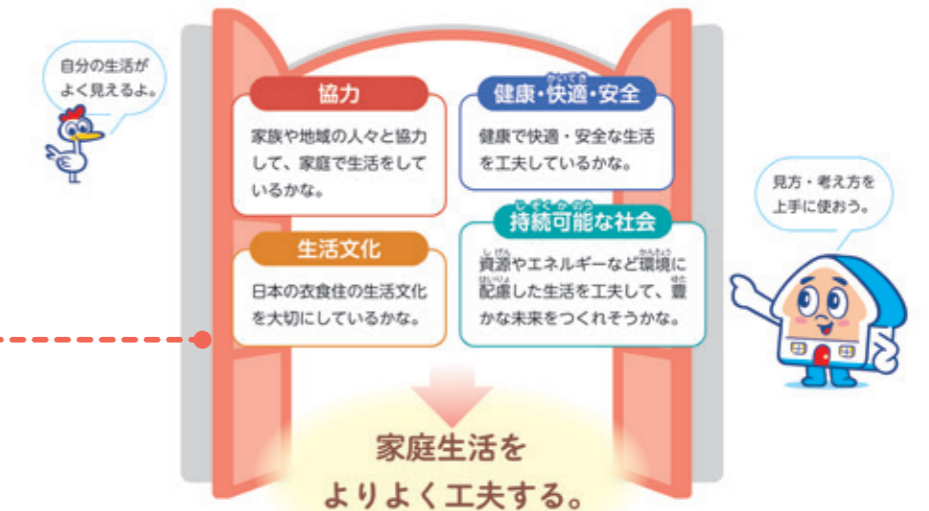 自分の生活が
よく見えるよ。
協力
家族や地域の人々と協力
して、家庭で生活をして
いるかな。
健康・快適・安全
かいてき
健康で快適・安全な生活
を工夫しているかな。
生活文化
日本の衣食住の生活文化
を大切にしているかな。
じぞくかのう
持続可能な社会
しげん かんきょう
資源やエネルギーなど環境に
はいりょ ゆた
配慮した生活を工夫して、豊
かな未来をつくれそうかな。
見方・考え方を
上手に使おう。
家庭生活を
よりよく工夫する。